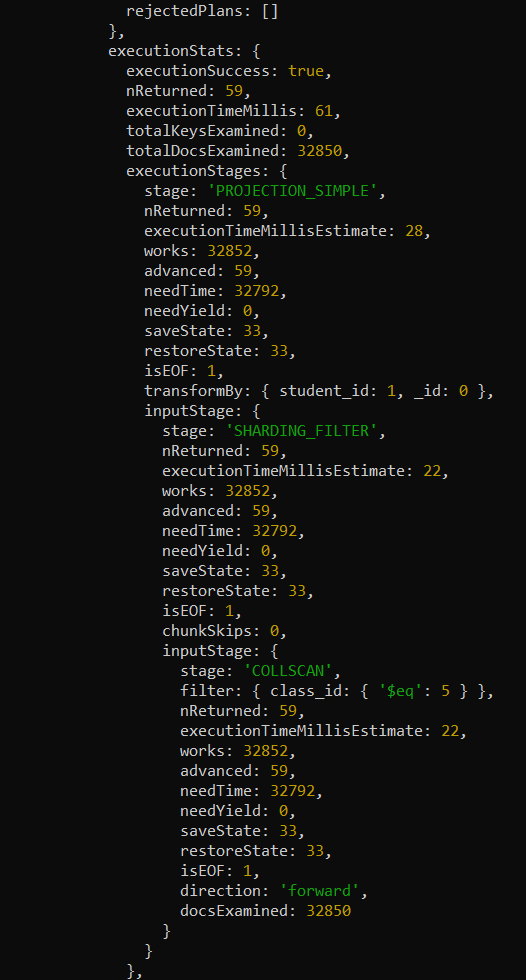 rejectedPlans: []
},
executionStats: {
executionSuccess: true,
nReturned: 59,
executionTimeMillis: 61,
totalKeysExamined: 0,
totalDocsExamined: 32850,
executionStages: {
stage: 'PROJECTION_SIMPLE',
nReturned: 59,
executionTimeMillisEstimate: 28,
works: 32852,
advanced: 59,
needTime: 32792,
needYield: 0,
saveState: 33,
restoreState: 33,
isEOF: 1,
transformBy: { student_id: 1, _id: 0 },
inputStage: {
stage: 'SHARDING_FILTER',
nReturned: 59,
executionTimeMillisEstimate: 22,
works: 32852,
advanced: 59,
needTime: 32792,
needYield: 0,
saveState: 33,
restoreState: 33,
isEOF: 1,
chunkSkips: 0,
inputStage: {
stage: 'COLLSCAN',
filter: { class_id: { '$eq': 5 } },
nReturned: 59,
executionTimeMillisEstimate: 22,
works: 32852,
advanced: 59,
needTime: 32792,
needYield: 0,
saveState: 33,
restoreState: 33,
isEOF: 1,
direction: 'forward',
docsExamined: 32850
}
}
},